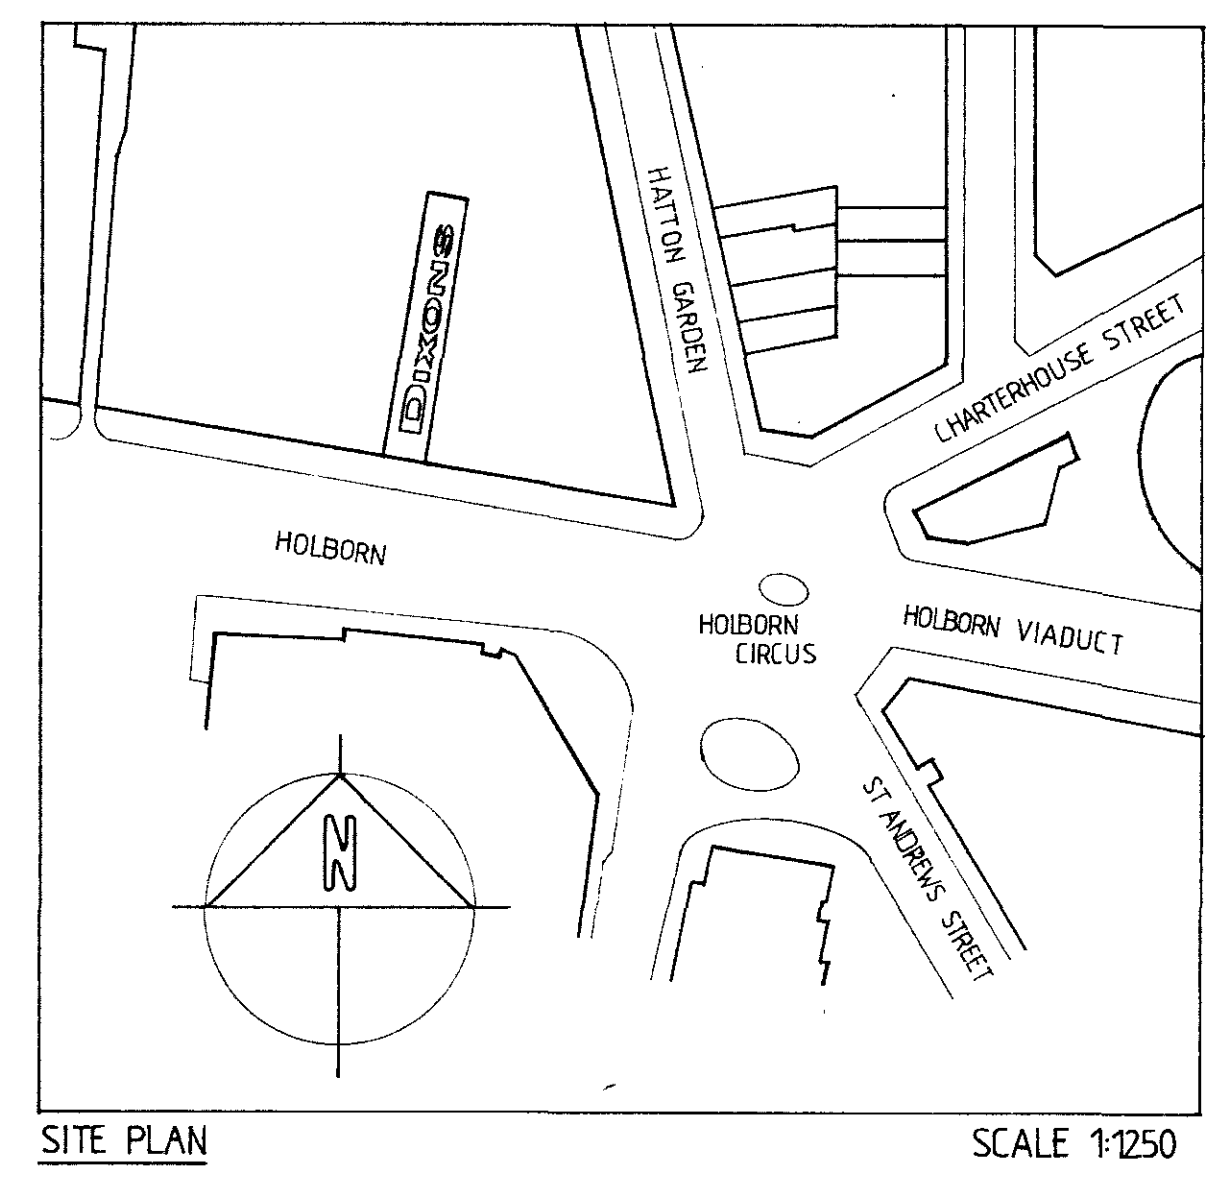 HATTON GARDEN
DIXONS
CHARTERHOUSE STREET
HOLBORN
HOLBORN
CIRCUS
HOLBORN VIADUCT
ST ANDREWS STREET
N
SITE PLAN
SCALE 1:1250